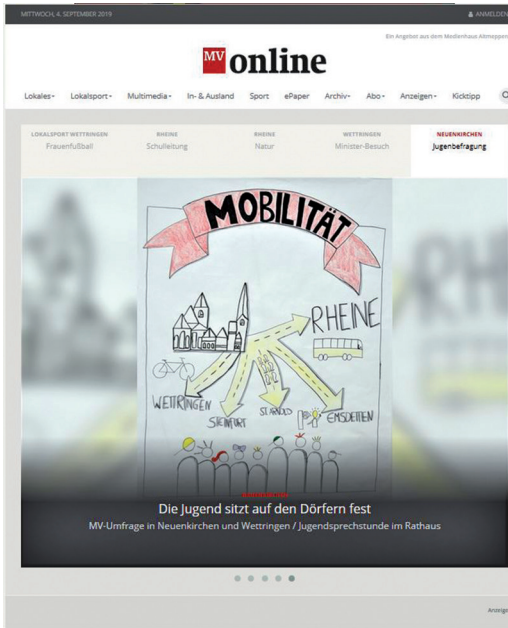 MITTWOCH, 4. SEPTEMBER 2019
ANMELDEN
Ein Angebot aus dem Medienhaus Altmeppen
MV online
Lokales Lokalsport Multimedia In- & Ausland Sport ePaper Archiv Abo Anzeigen Kicktipp
LOKALSPORT WETTRINGEN
Frauenfußball
RHEINE
Schulleitung
RHEINE
Natur
WETTRINGEN
Minister-Besuch
NEUENKIRCHEN
Jugenbefragung
MOBILITÄT
RHEINE
WETTRINGEN
STEINFURT
ST. ARNOLD
EMSDETTEN
NEUENKIRCHEN
Die Jugend sitzt auf den Dörfern fest
MV-Umfrage in Neuenkirchen und Wettringen / Jugendsprechstunde im Rathaus
Anzeige